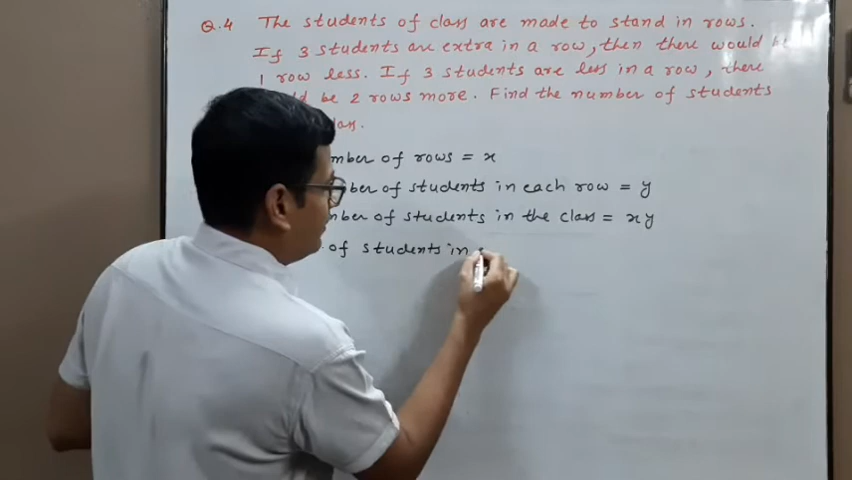 Q.4 The students of class are made to stand in rows.
If 3 students are extra in a row, then there would be
1 row less. If 3 students are less in a row, there
be 2 rows more. Find the number of students
of rows = x
of students in each row = y
of students in the class = xy
of students in